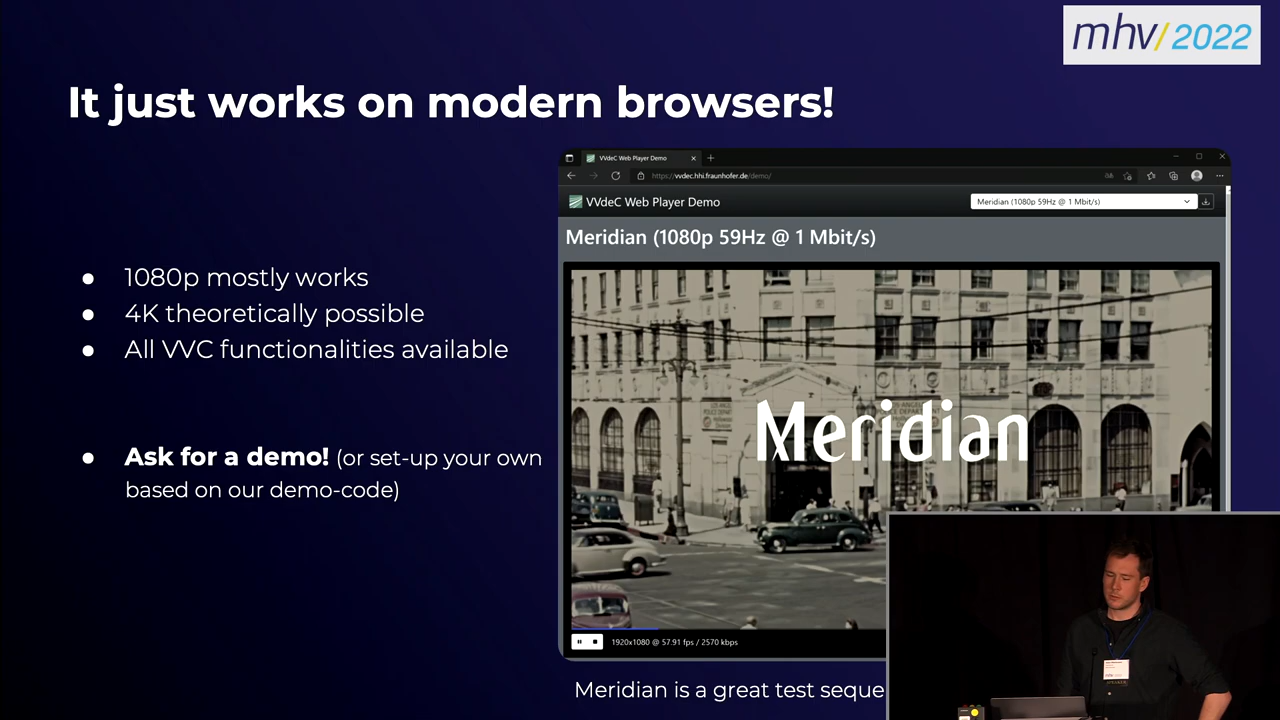 mhv/2022
It just works on modern browsers!
● 1080p mostly works
● 4K theoretically possible
● All VVC functionalities available
● Ask for a demo! (or set-up your own
based on our demo-code)
VVdeC Web Player Demo
https://vvdec.hhi.fraunhofer.de/demo/
VVdeC Web Player Demo
Meridian (1080p 59Hz @ 1 Mbit/s)
Meridian (1080p 59Hz @ 1 Mbit/s)
Meridian
1920x1080 @ 57.91 fps / 2570 kbps
Meridian is a great test seque